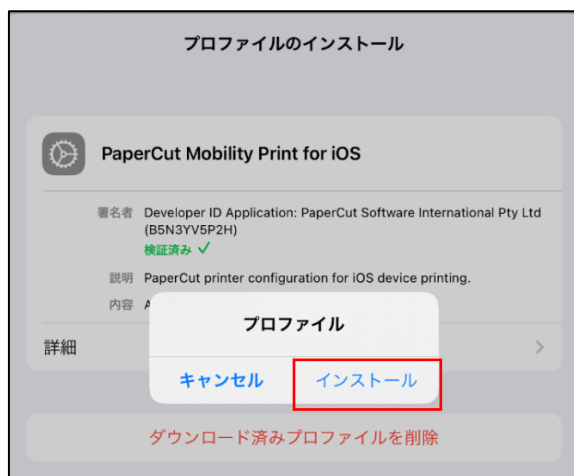 プロファイルのインストール
PaperCut Mobility Print for iOS
署名者 Developer ID Application: PaperCut Software International Pty Ltd
(B5N3YV5P2H)
検証済み ✓
説明 PaperCut printer configuration for iOS device printing.
内容
プロファイル
詳細
キャンセル インストール
ダウンロード済みプロファイルを削除